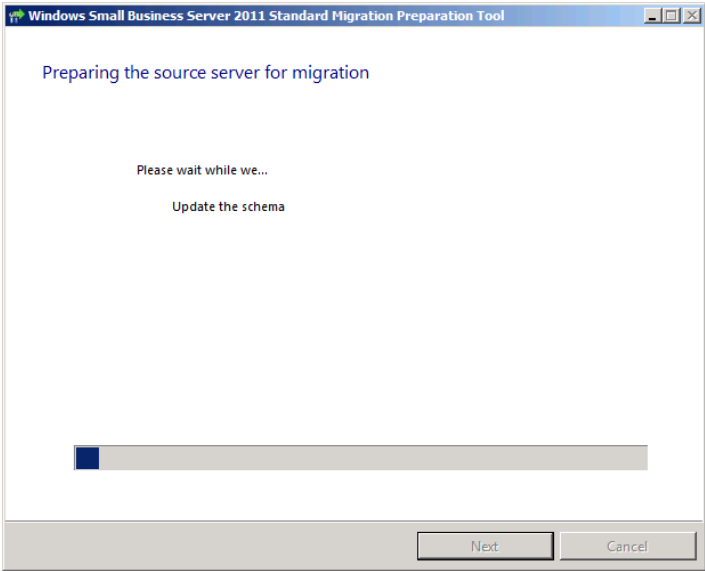 Windows Small Business Server 2011 Standard Migration Preparation Tool
Preparing the source server for migration
Please wait while we...
Update the schema
Next
Cancel